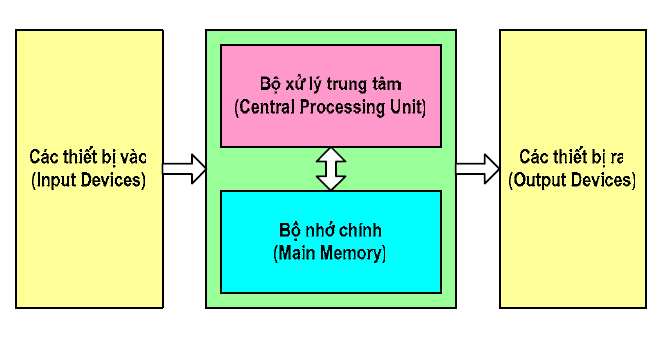 Bộ xử lý trung tâm
(Central Processing Unit)
Các thiết bị vàc
(Input Devices)
Các thiết bị ra
(Output Devices)
Bộ nhớ chính
(Main Memory)